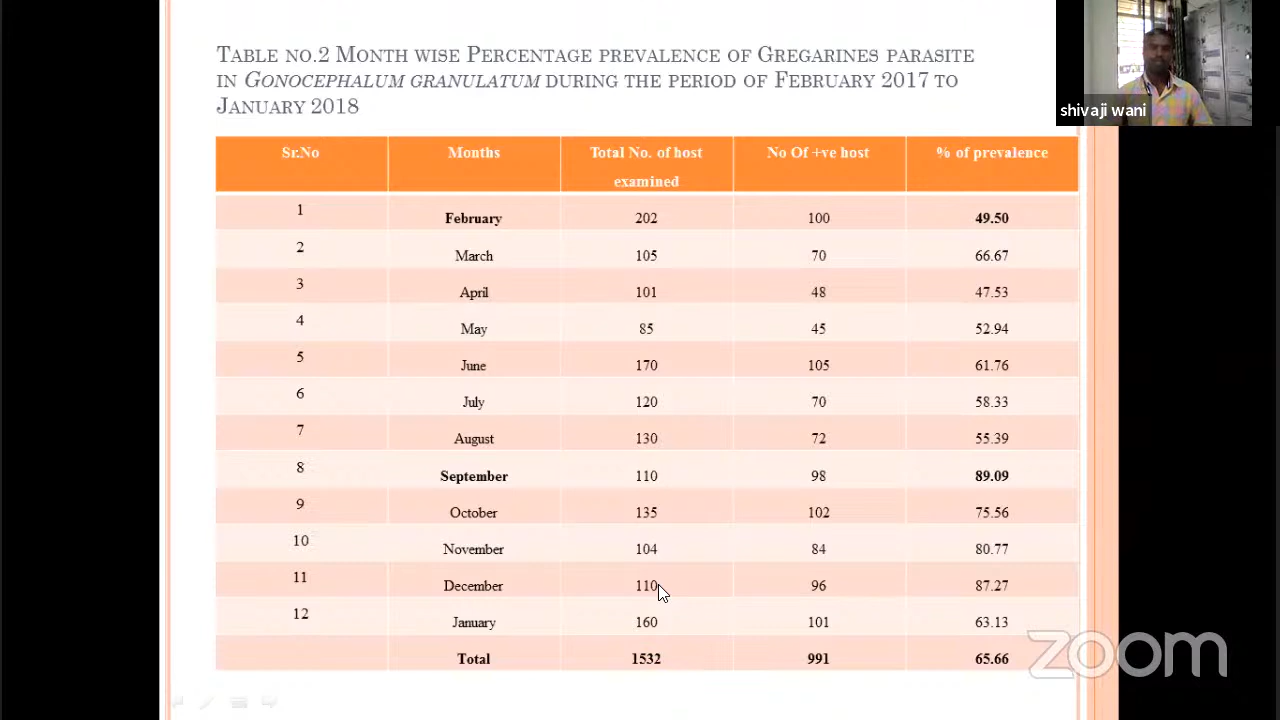 TABLE NO.2 MONTH WISE PERCENTAGE PREVALENCE OF GREGARINES PARASITE
IN GONOCEPHALUM GRANULATUM DURING THE PERIOD OF FEBRUARY 2017 TO
JANUARY 2018
shivaji wani
Sr.No Months Total No. of host examined No Of +ve host % of prevalence
1 February 202 100 49.50
2 March 105 70 66.67
3 April 101 48 47.53
4 May 85 45 52.94
5 June 170 105 61.76
6 July 120 70 58.33
7 August 130 72 55.39
8 September 110 98 89.09
9 October 135 102 75.56
10 November 104 84 80.77
11 December 110 96 87.27
12 January 160 101 63.13
Total 1532 991 65.66
zoom